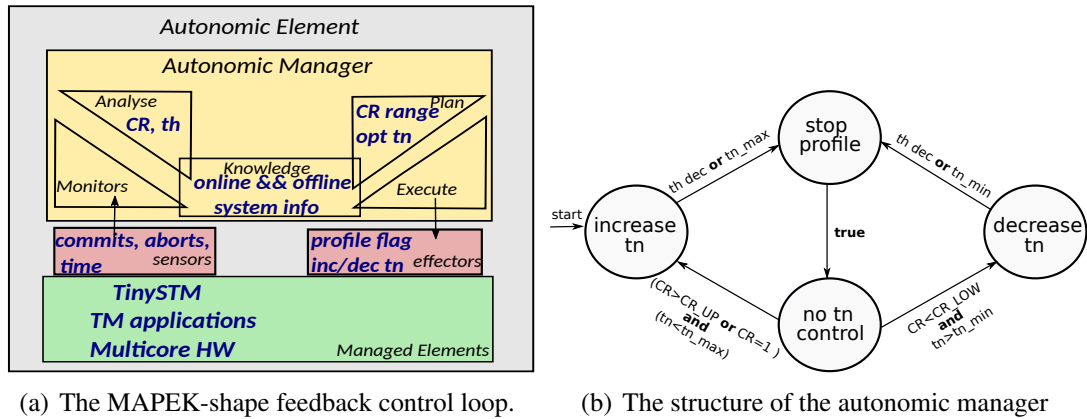 Autonomic Element
Autonomic Manager
Analyse
CR, th
Plan
CR range
opt tn
Knowledge
online && offline
system info
Monitors
Execute
commits, aborts,
time
sensors
profile flag
inc/dec tn
effectors
TinySTM
TM applications
Multicore HW
Managed Elements
(a) The MAPEK-shape feedback control loop.
stop
profile
th dec or tn_max
th dec or tn_min
start
increase
tn
true
decrease
tn
(CR>CR_UP or CR=1 )
and
(tn<tn_max)
no tn
control
CR<CR_LOW
and
tn>tn_min
(b) The structure of the autonomic manager